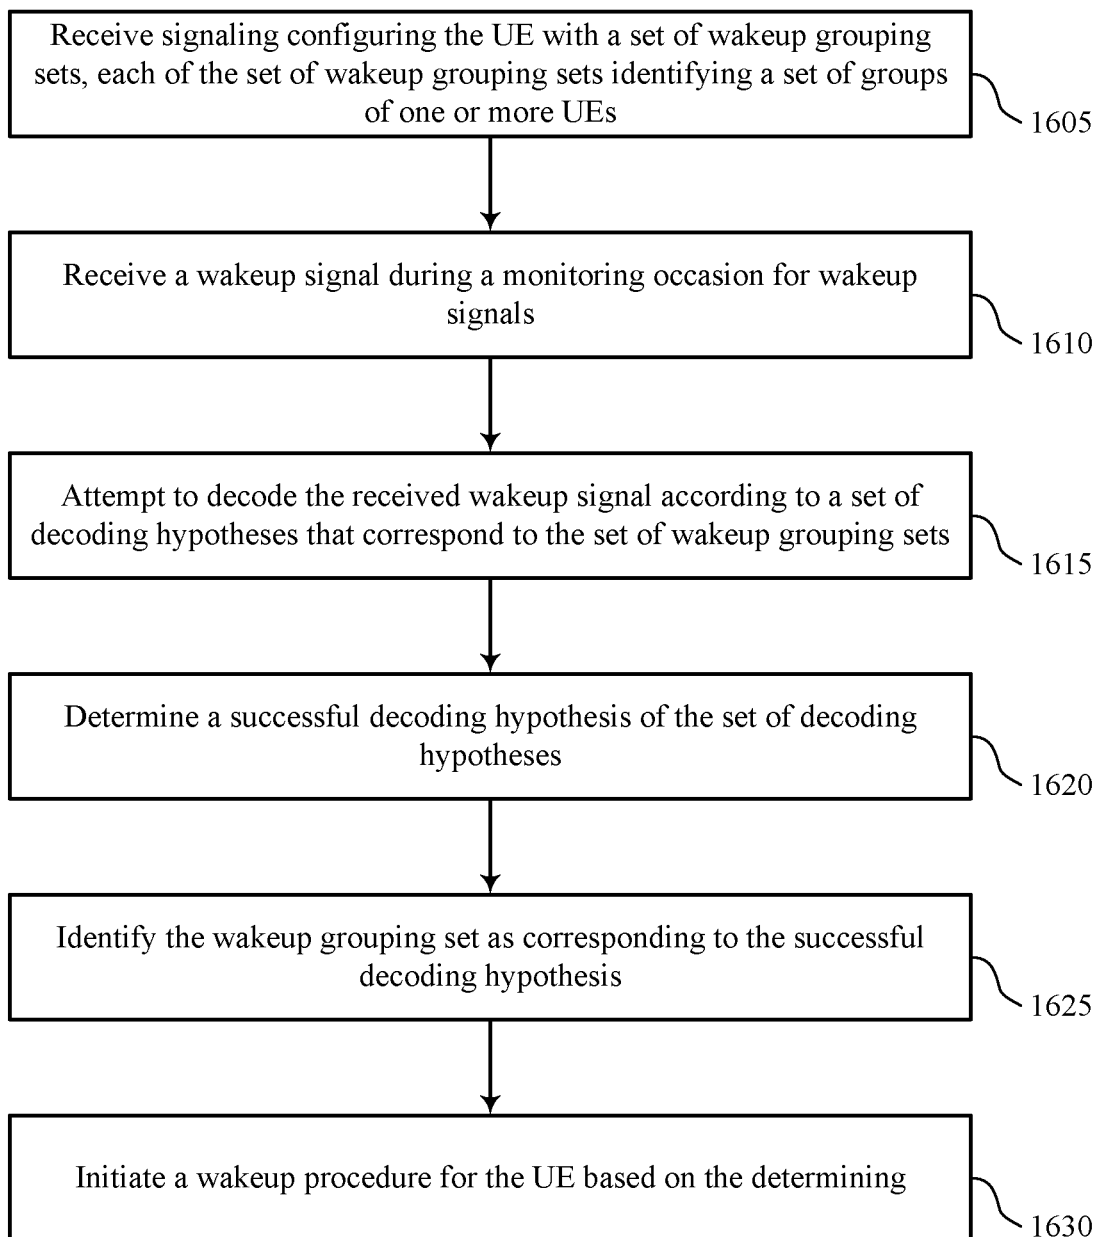 Receive signaling configuring the UE with a set of wakeup grouping
sets, each of the set of wakeup grouping sets identifying a set of groups
of one or more UEs
1605
Receive a wakeup signal during a monitoring occasion for wakeup
signals
1610
Attempt to decode the received wakeup signal according to a set of
decoding hypotheses that correspond to the set of wakeup grouping sets
1615
Determine a successful decoding hypothesis of the set of decoding
hypotheses
1620
Identify the wakeup grouping set as corresponding to the successful
decoding hypothesis
1625
Initiate a wakeup procedure for the UE based on the determining
1630